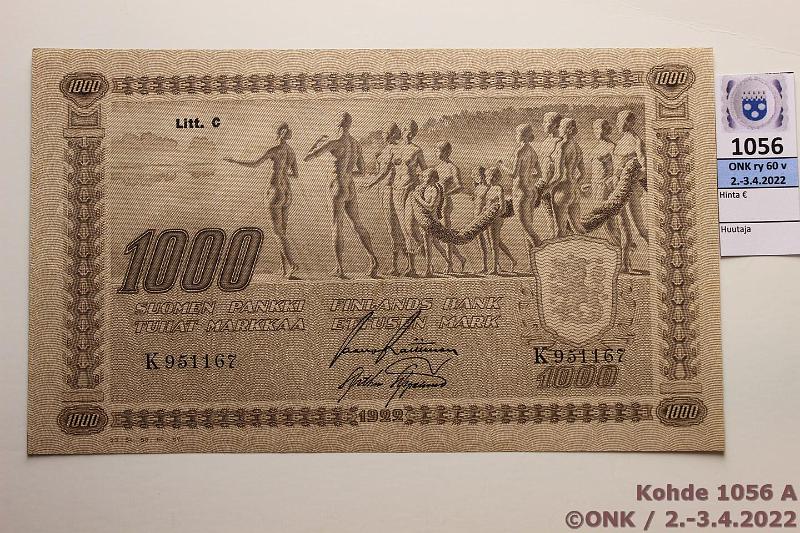 1000
1000
Litt. C
1000
SUOMEN PANKKI FINLANDS BANK
TUHAT MARKKAA ETTUSEN MARK
K951167
K951167
1000
1000
1922
1000
1056
ONK ry 60 v
2.-3.4.2022
Hinta €
Huutaja
Kohde 1056 A
©ONK / 2.-3.4.2022